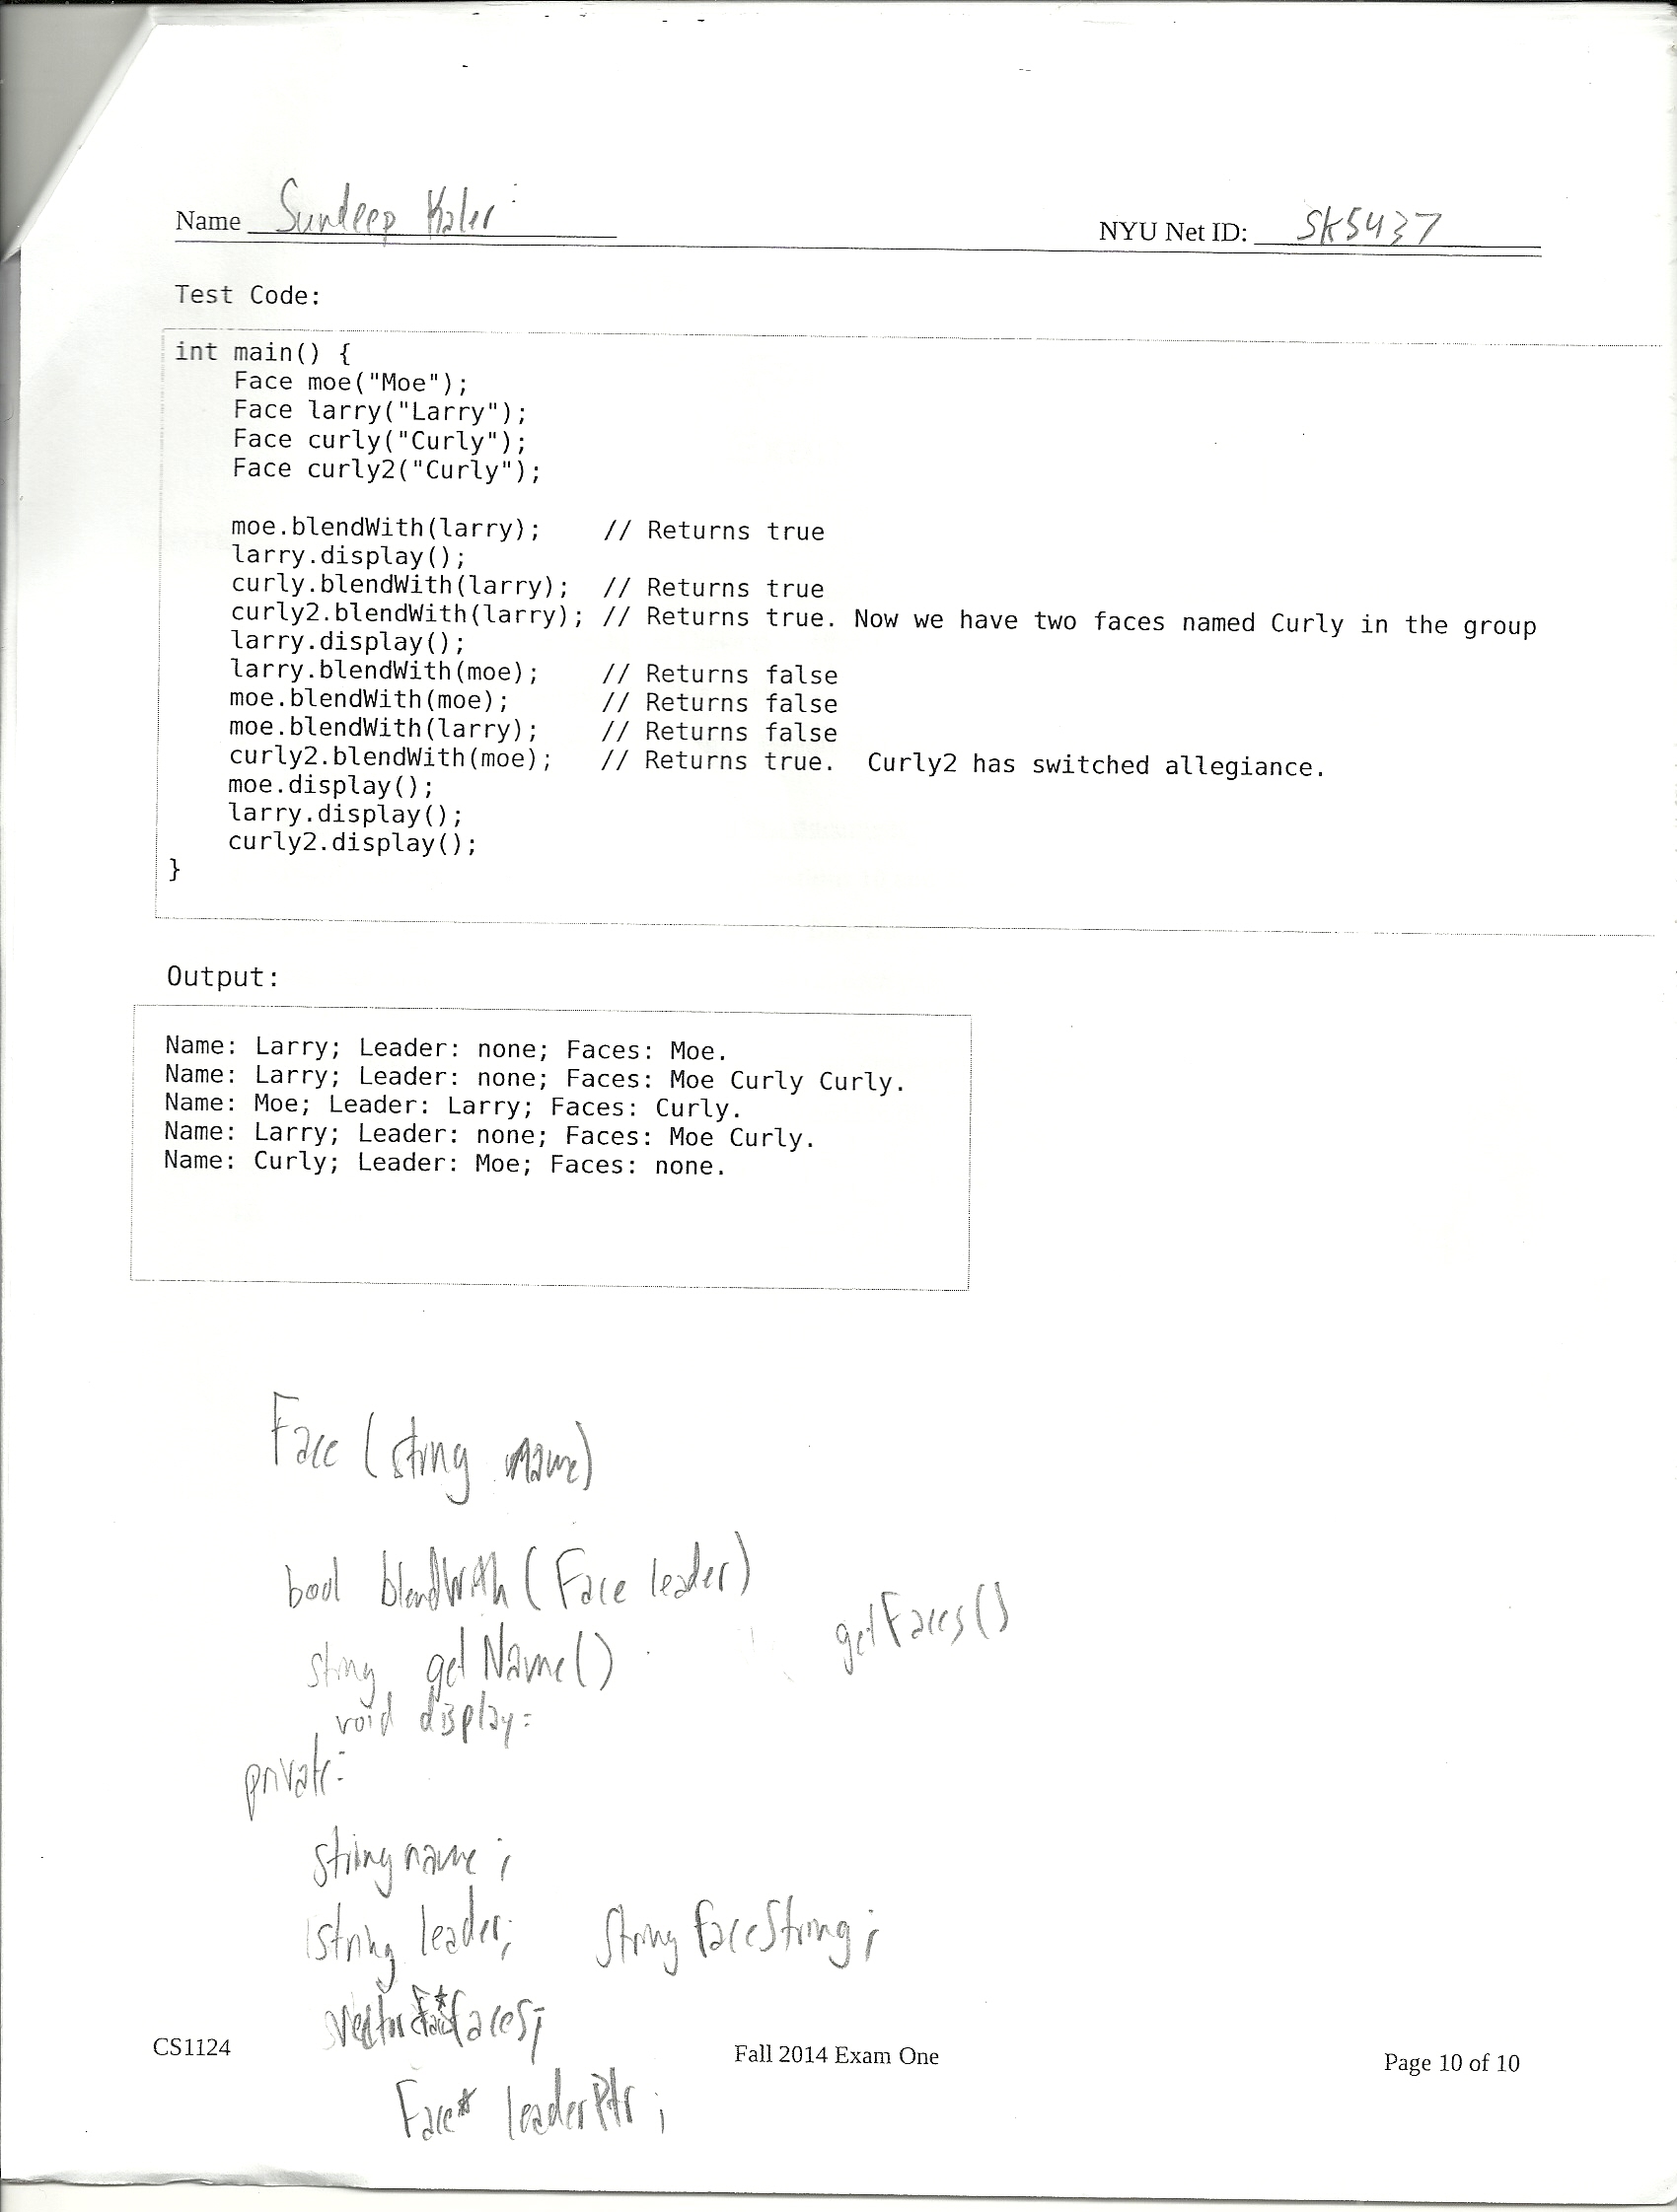 Name Sundeep Kaler NYU Net ID: SK5437
Test Code:
int main() {
    Face moe("Moe");
    Face larry("Larry");
    Face curly("Curly");
    Face curly2("Curly");

    moe.blendWith(larry);    // Returns true
    larry.display();
    curly.blendWith(larry);  // Returns true
    curly2.blendWith(larry); // Returns true. Now we have two faces named Curly in the group
    larry.display();
    larry.blendWith(moe);    // Returns false
    moe.blendWith(moe);      // Returns false
    moe.blendWith(larry);    // Returns false
    curly2.blendWith(moe);   // Returns true.  Curly2 has switched allegiance.
    moe.display();
    larry.display();
    curly2.display();
}
Output:
Name: Larry; Leader: none; Faces: Moe.
Name: Larry; Leader: none; Faces: Moe Curly Curly.
Name: Moe; Leader: Larry; Faces: Curly.
Name: Larry; Leader: none; Faces: Moe Curly.
Name: Curly; Leader: Moe; Faces: none.
Face (string name)
bool blendWith (Face leader)
getFaces()
string getName()
void display:
private:
string name;
string leader; string faceString;
vector<Face*> faces;
CS1124 Fall 2014 Exam One Page 10 of 10
Face* leaderPtr;